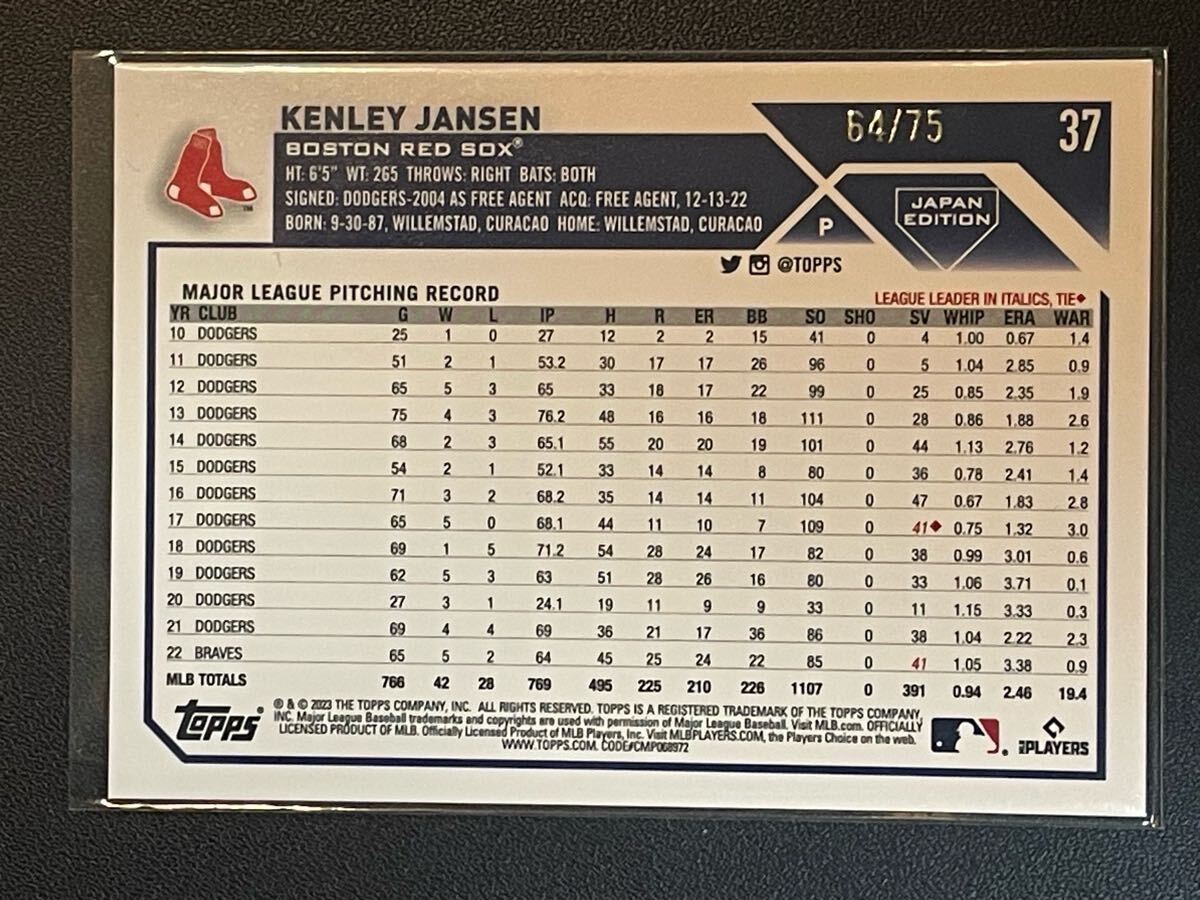 KENLEY JANSEN
64/75
37
BOSTON RED SOX®
HT: 6'5" WT: 265 THROWS: RIGHT BATS: BOTH
SIGNED: DODGERS-2004 AS FREE AGENT ACQ: FREE AGENT, 12-13-22
BORN: 9-30-87, WILLEMSTAD, CURACAO HOME: WILLEMSTAD, CURACAO
P
JAPAN
EDITION
@TOPPS
MAJOR LEAGUE PITCHING RECORD
LEAGUE LEADER IN ITALICS, TIE◆
YR CLUB G W L IP H R ER BB SO SHO SV WHIP ERA WAR
10 DODGERS 25 1 0 27 12 2 2 15 41 0 4 1.00 0.67 1.4
11 DODGERS 51 2 1 53.2 30 17 17 26 96 0 5 1.04 2.85 0.9
12 DODGERS 65 5 3 65 33 18 17 22 99 0 25 0.85 2.35 1.9
13 DODGERS 75 4 3 76.2 48 16 16 18 111 0 28 0.86 1.88 2.6
14 DODGERS 68 2 3 65.1 55 20 20 19 101 0 44 1.13 2.76 1.2
15 DODGERS 54 2 1 52.1 33 14 14 8 80 0 36 0.78 2.41 1.4
16 DODGERS 71 3 2 68.2 35 14 14 11 104 0 47 0.67 1.83 2.8
17 DODGERS 65 5 0 68.1 44 11 10 7 109 0 41◆ 0.75 1.32 3.0
18 DODGERS 69 1 5 71.2 54 28 24 17 82 0 38 0.99 3.01 0.6
19 DODGERS 62 5 3 63 51 28 26 16 80 0 33 1.06 3.71 0.1
20 DODGERS 27 3 1 24.1 19 11 9 9 33 0 11 1.15 3.33 0.3
21 DODGERS 69 4 4 69 36 21 17 36 86 0 38 1.04 2.22 2.3
22 BRAVES 65 5 2 64 45 25 24 22 85 0 41 1.05 3.38 0.9
MLB TOTALS 766 42 28 769 495 225 210 226 1107 0 391 0.94 2.46 19.4
Topps®
® & © 2023 THE TOPPS COMPANY, INC. ALL RIGHTS RESERVED. TOPPS IS A REGISTERED TRADEMARK OF THE TOPPS COMPANY,
INC. Major League Baseball trademarks and copyrights are used with permission of Major League Baseball. Visit MLB.com. OFFICIALLY
LICENSED PRODUCT OF MLB. Officially Licensed Product of MLB Players, Inc. Visit MLBPLAYERS.COM, the Players Choice on the web.
WWW.TOPPS.COM. CODE#CMP068972
MLBPLAYERS